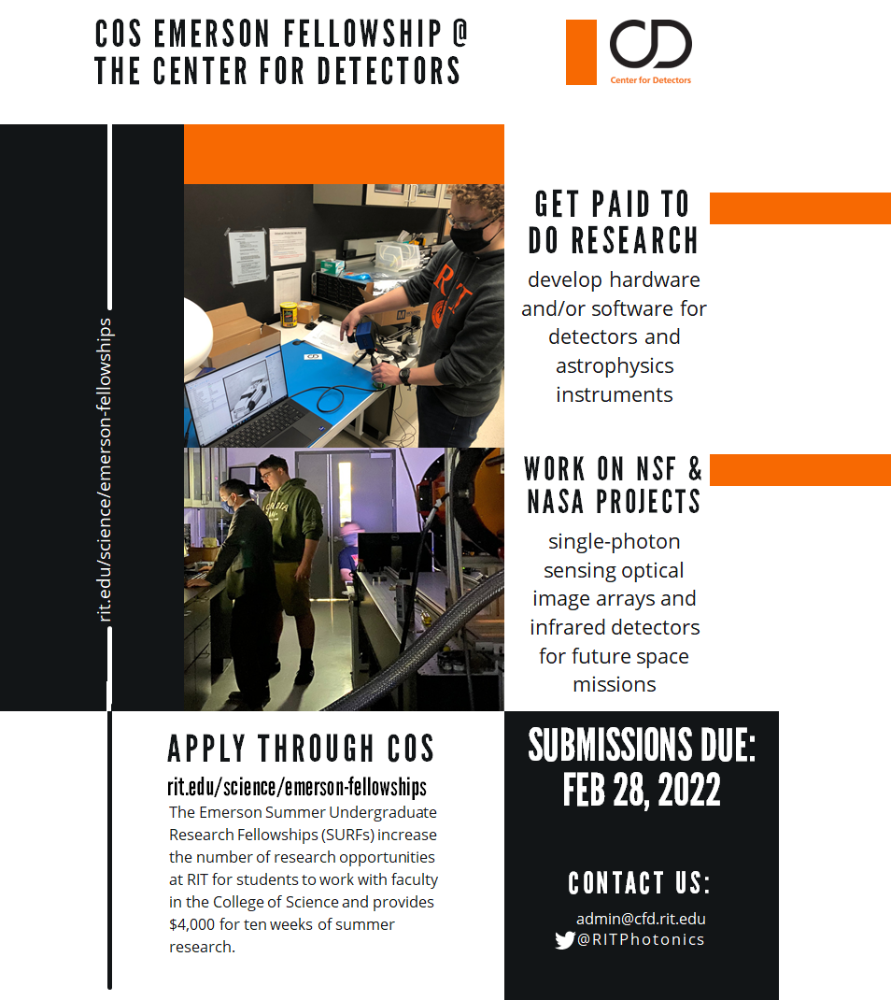 COS EMERSON FELLOWSHIP @
THE CENTER FOR DETECTORS
CD
Center for Detectors
rit.edu/science/emerson-fellowships
RIT
GET PAID TO
DO RESEARCH
develop hardware
and/or software for
detectors and
astrophysics
instruments
WORK ON NSF &
NASA PROJECTS
single-photon
sensing optical
image arrays and
infrared detectors
for future space
missions
APPLY THROUGH COS
rit.edu/science/emerson-fellowships
The Emerson Summer Undergraduate
Research Fellowships (SURFs) increase
the number of research opportunities
at RIT for students to work with faculty
in the College of Science and provides
$4,000 for ten weeks of summer
research.
SUBMISSIONS DUE:
FEB 28, 2022
CONTACT US:
admin@cfd.rit.edu
@RITPhotonics